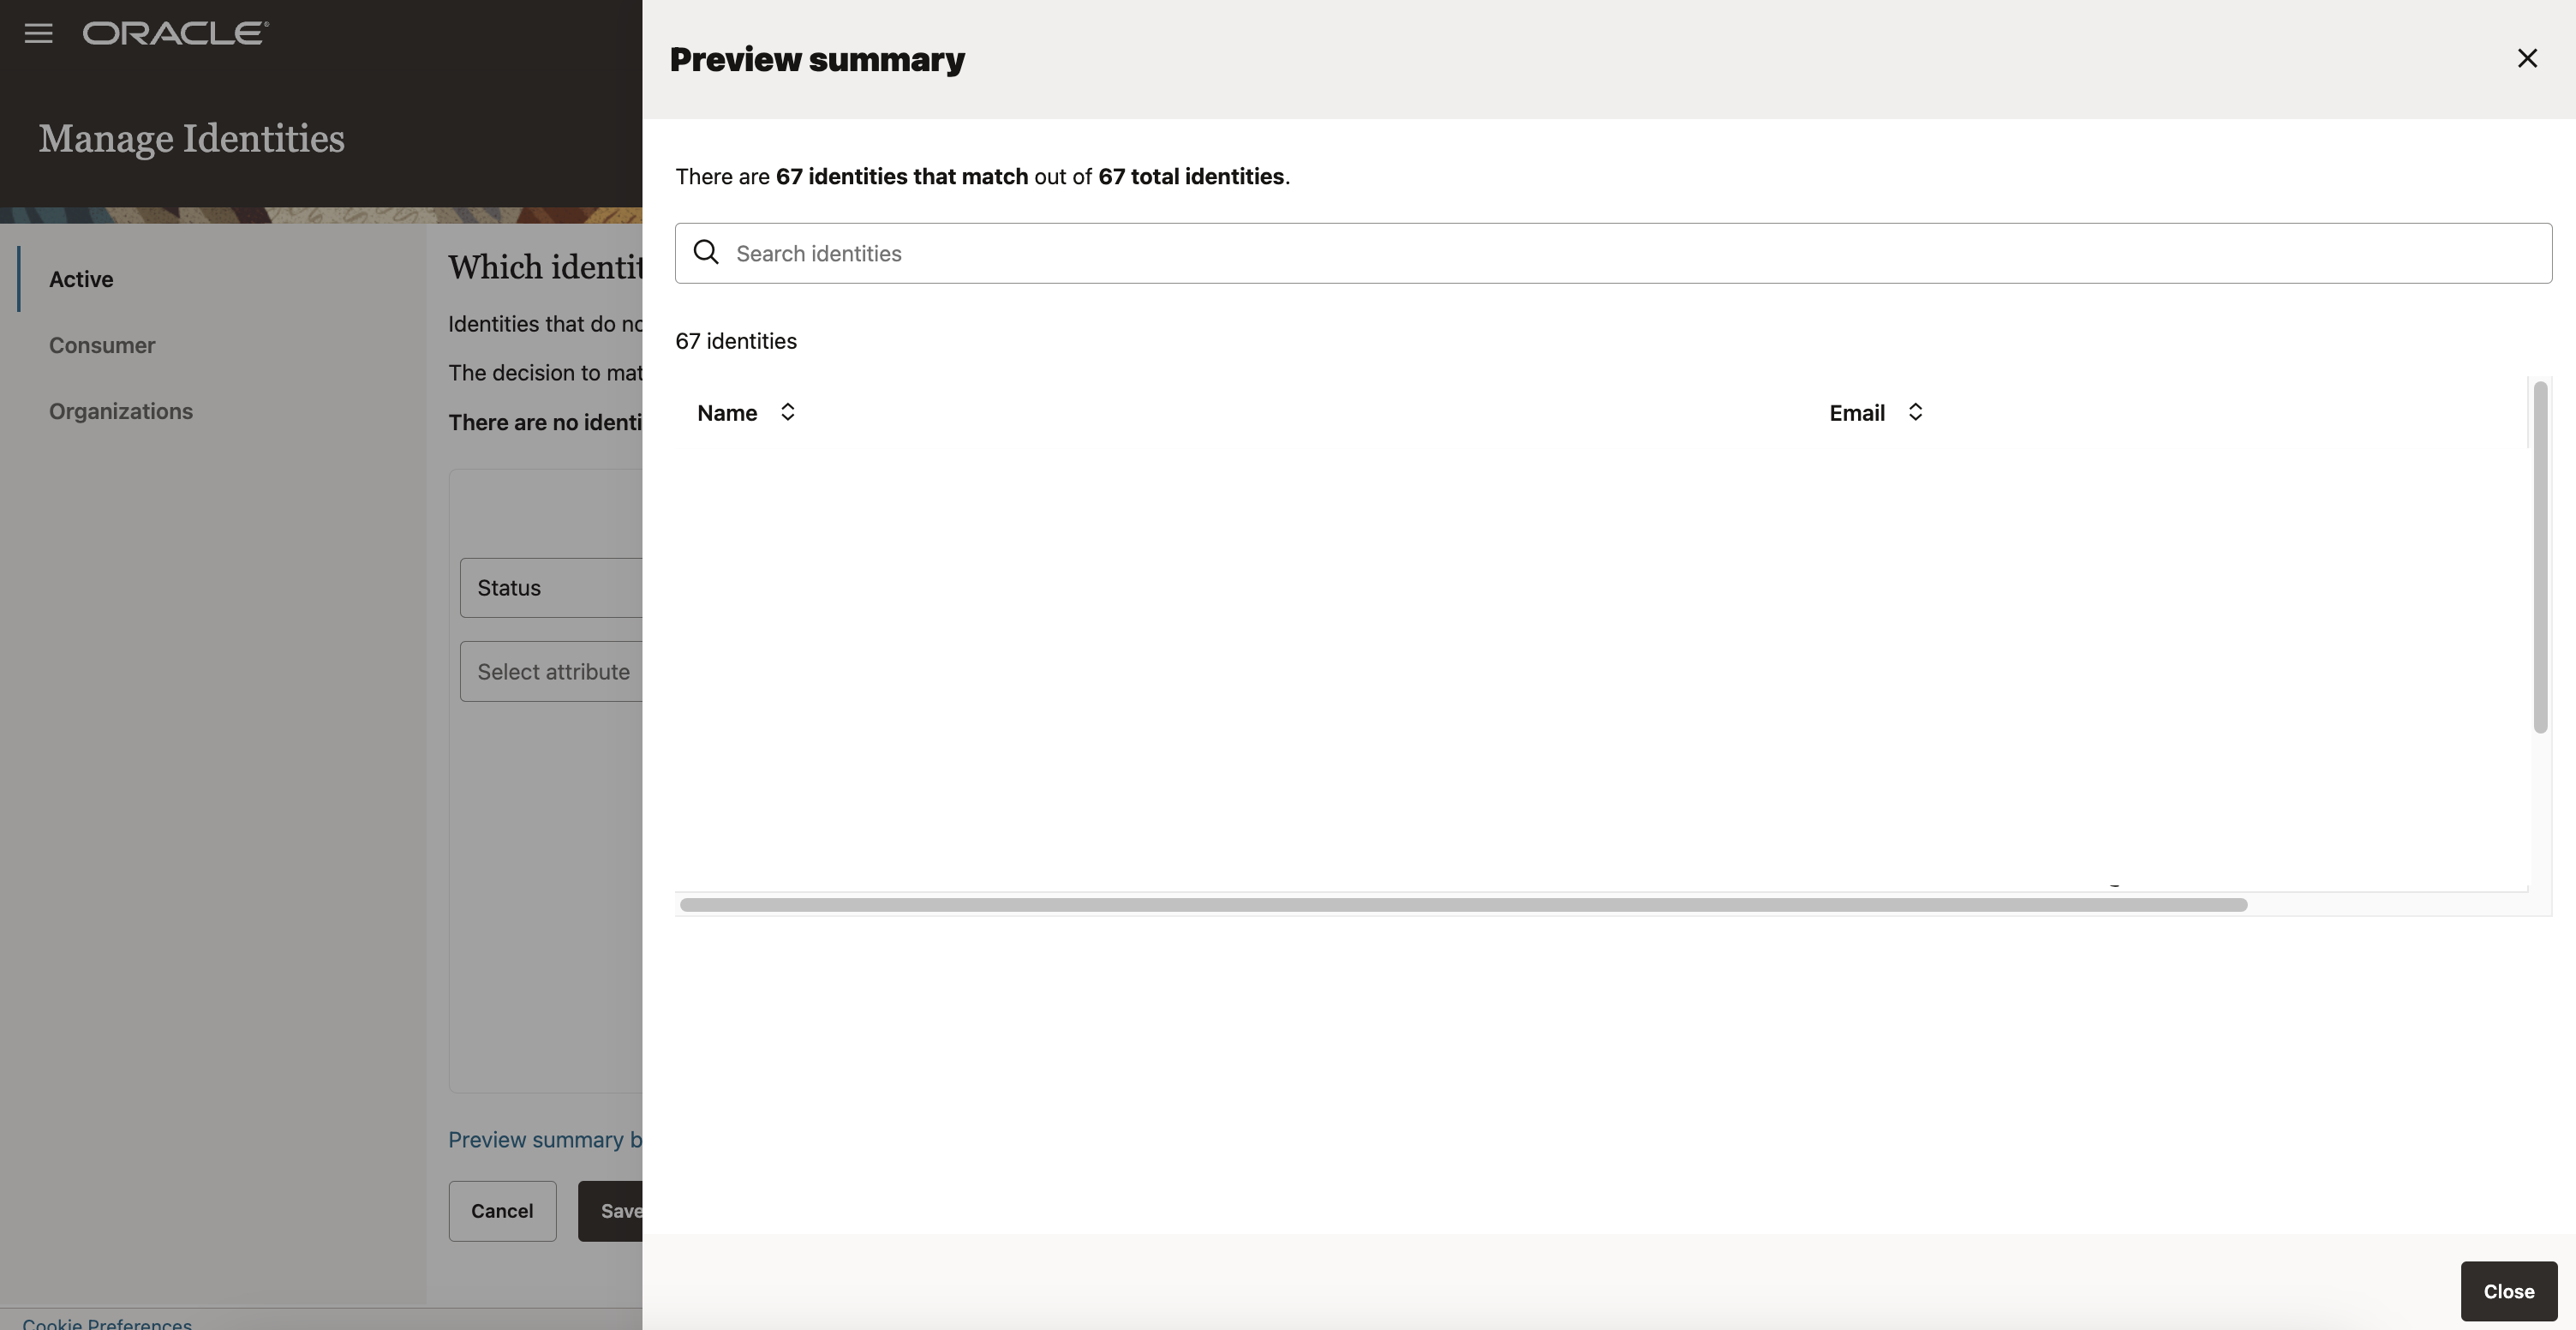 ORACLE
Manage Identities
Active
Consumer
Organizations
Which identit
Identities that do no
The decision to mat
There are no identi
Status
Select attribute
Preview summary b
Cancel
Save
Cookie Preferences
Preview summary
There are 67 identities that match out of 67 total identities.
Search identities
67 identities
Name
Email
Close